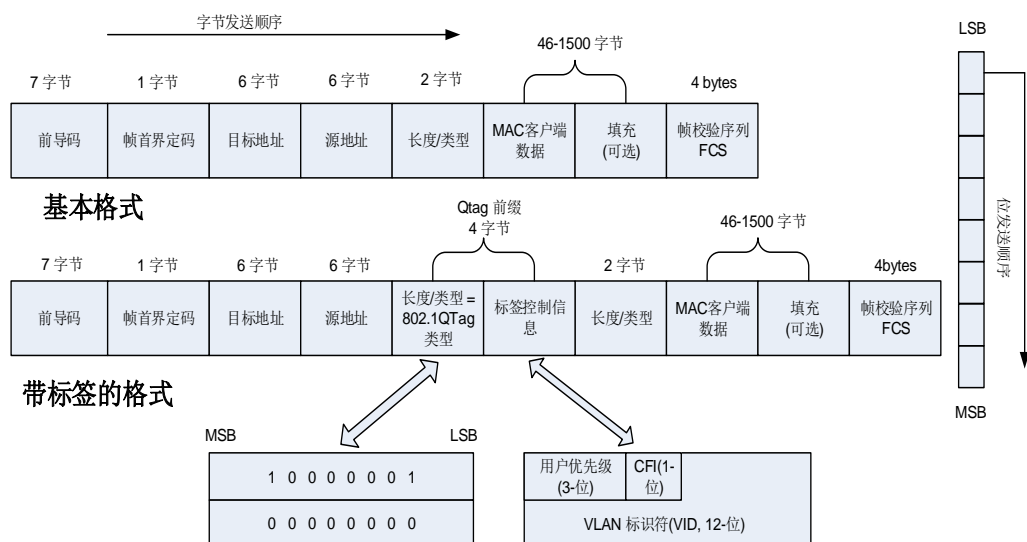 字节发送顺序
46-1500 字节
LSB
7 字节
1 字节
6 字节
6 字节
2 字节
4 bytes
前导码
帧首界定码
目标地址
源地址
长度/类型
MAC客户端
数据
填充
(可选)
帧校验序列
FCS
基本格式
Qtag 前缀
4 字节
46-1500 字节
位发送顺序
7 字节
1 字节
6 字节
6 字节
2 字节
4bytes
前导码
帧首界定码
目标地址
源地址
长度/类型 =
802.1QTag
类型
标签控制信
息
长度/类型
MAC客户端
数据
填充
(可选)
帧校验序列
FCS
带标签的格式
MSB
MSB
LSB
1 0 0 0 0 0 0 1
0 0 0 0 0 0 0 0
用户优先级
(3-位)
CFI(1-
位)
VLAN 标识符(VID, 12-位)